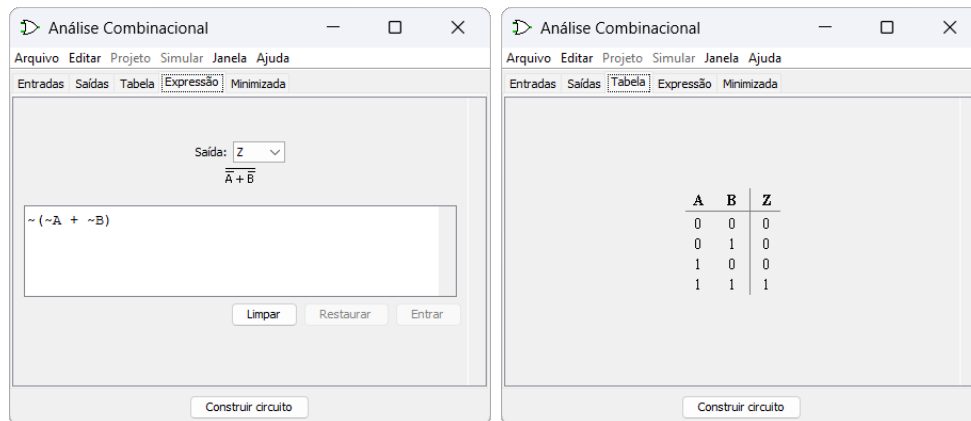 Análise Combinacional
Arquivo Editar Projeto Simular Janela Ajuda
Entradas Saídas Tabela Expressão Minimizada
Saída: Z
A + B
~(~A + ~B)
Limpar Restaurar Entrar
Construir circuito
Análise Combinacional
Arquivo Editar Projeto Simular Janela Ajuda
Entradas Saídas Tabela Expressão Minimizada
A B Z
0 0 0
0 1 0
1 0 0
1 1 1
Construir circuito